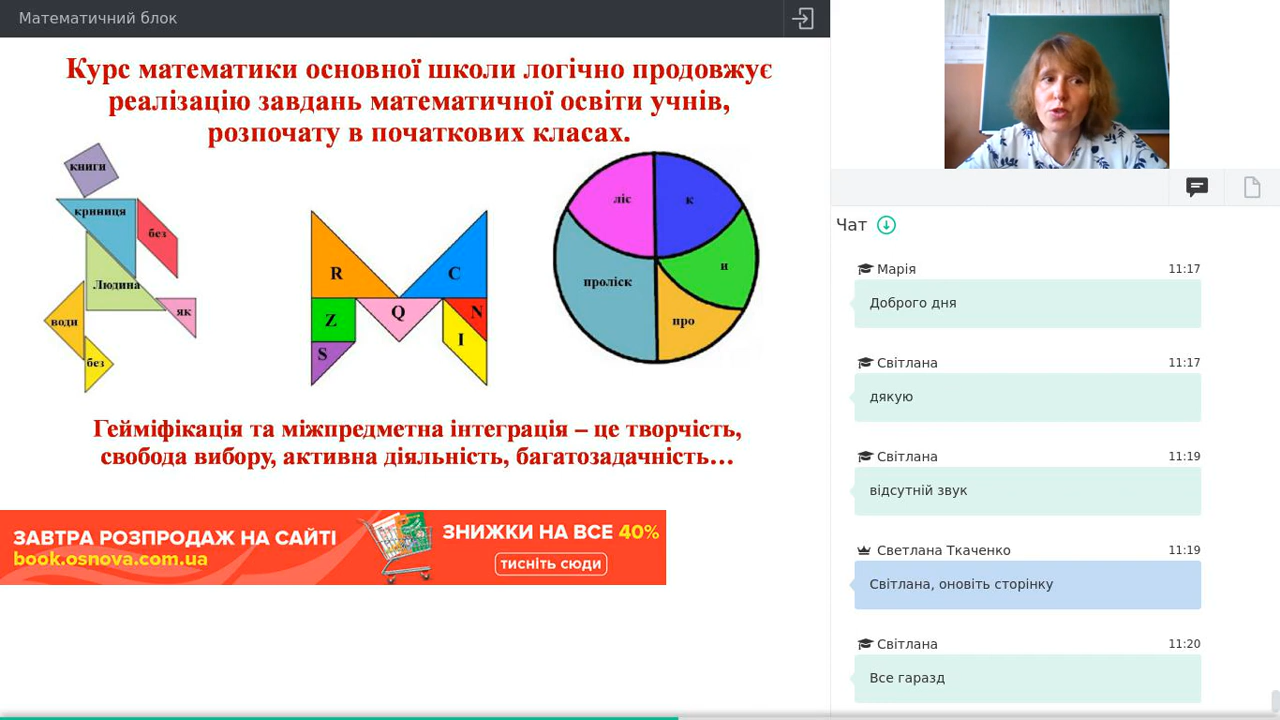 Математичний блок
Курс математики основної школи логічно продовжує
реалізацію завдань математичної освіти учнів,
розпочату в початкових класах.
книги
криниця
без
Людина
як
води
без
R
C
Z
Q
N
S
I
ліс
к
проліск
н
про
Гейміфікація та міжпредметна інтеграція – це творчість,
свобода вибору, активна діяльність, багатозадачність…
ЗАВТРА РОЗПРОДАЖ НА САЙТІ
book.osnova.com.ua
ЗНИЖКИ НА ВСЕ 40%
тисніть сюди
Чат
Марія 11:17
Доброго дня
Світлана 11:17
дякую
Світлана 11:19
відсутній звук
Светлана Ткаченко 11:19
Світлана, оновіть сторінку
Світлана 11:20
Все гаразд